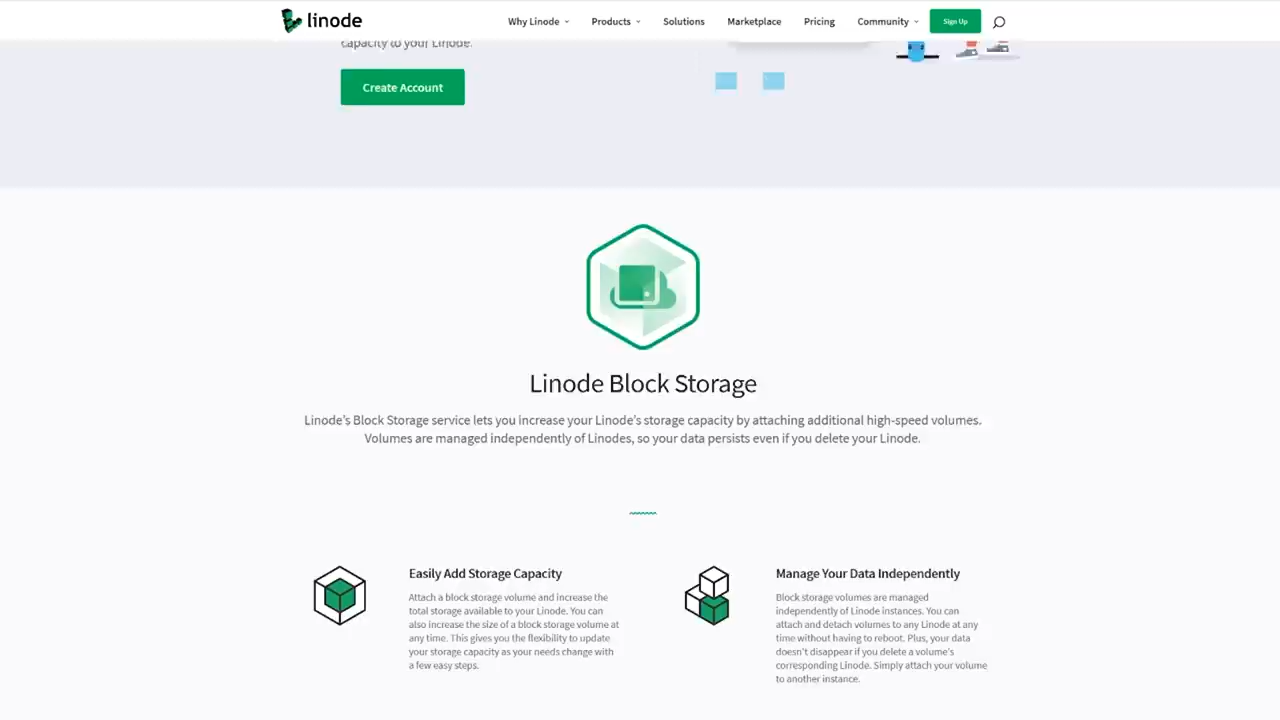 linode
Why Linode
Products
Solutions
Marketplace
Pricing
Community
Sign Up
capacity to your Linode.
Create Account
Linode Block Storage
Linode's Block Storage service lets you increase your Linode's storage capacity by attaching additional high-speed volumes.
Volumes are managed independently of Linodes, so your data persists even if you delete your Linode.
Easily Add Storage Capacity
Attach a block storage volume and increase the
total storage available to your Linode. You can
also increase the size of a block storage volume at
any time. This gives you the flexibility to update
your storage capacity as your needs change with
a few easy steps.
Manage Your Data Independently
Block storage volumes are managed
independently of Linode instances. You can
attach and detach volumes to any Linode at any
time without having to reboot. Plus, your data
doesn't disappear if you delete a volume's
corresponding Linode. Simply attach your volume
to another instance.